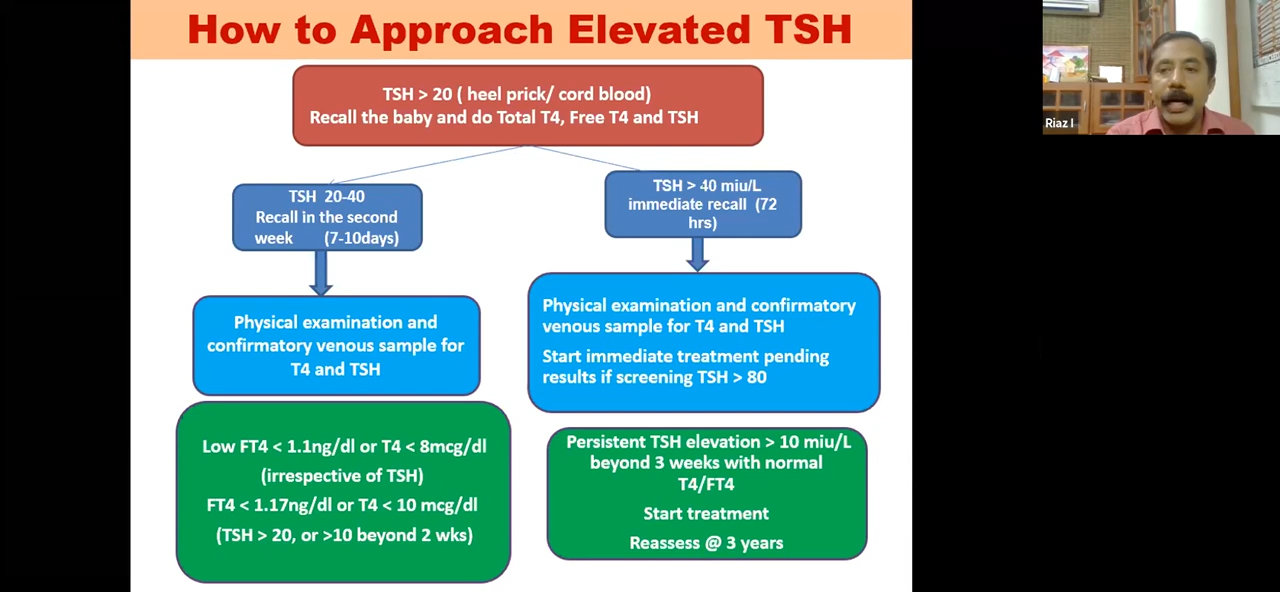 How to Approach Elevated TSH
TSH > 20 ( heel prick/ cord blood)
Recall the baby and do Total T4, Free T4 and TSH
TSH 20-40
Recall in the second
week (7-10days)
TSH > 40 miu/L
immediate recall (72
hrs)
Physical examination and
confirmatory venous sample for
T4 and TSH
Physical examination and confirmatory
venous sample for T4 and TSH
Start immediate treatment pending
results if screening TSH > 80
Low FT4 < 1.1ng/dl or T4 < 8mcg/dl
(irrespective of TSH)
FT4 < 1.17ng/dl or T4 < 10 mcg/dl
(TSH > 20, or >10 beyond 2 wks)
Persistent TSH elevation > 10 miu/L
beyond 3 weeks with normal
T4/FT4
Start treatment
Reassess @ 3 years
Riaz I